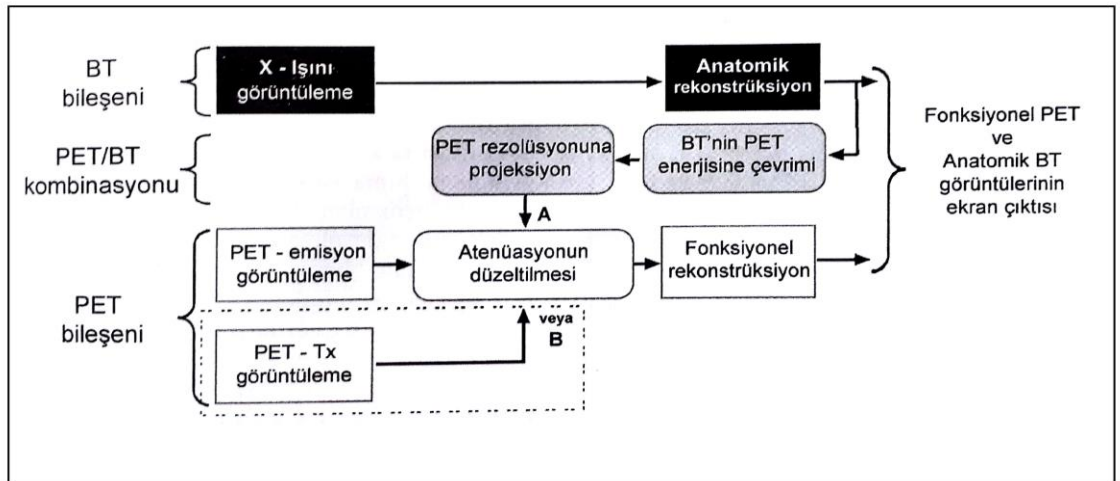 BT
bileşeni
X - Işını
görüntüleme
Anatomik
rekonstrüksiyon
PET/BT
kombinasyonu
PET rezolüsyonuna
projeksiyon
BT'nin PET
enerjisine çevrimi
A
PET
bileşeni
PET - emisyon
görüntüleme
Atenüasyonun
düzeltilmesi
Fonksiyonel
rekonstrüksiyon
veya
B
PET - Tx
görüntüleme
Fonksiyonel PET
ve
Anatomik BT
görüntülerinin
ekran çıktısı